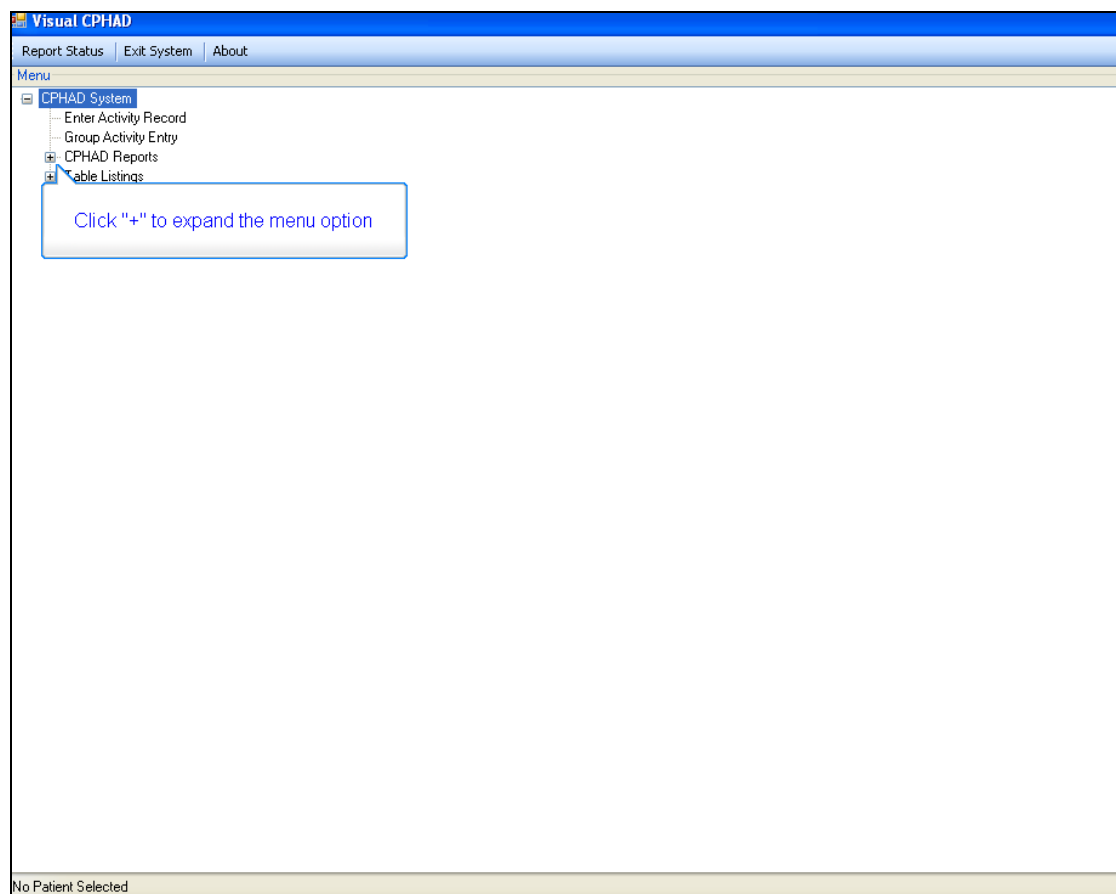 Visual CPHAD
Report Status Exit System About
Menu
CPHAD System
Enter Activity Record
Group Activity Entry
CPHAD Reports
Table Listings
Click "+" to expand the menu option
No Patient Selected